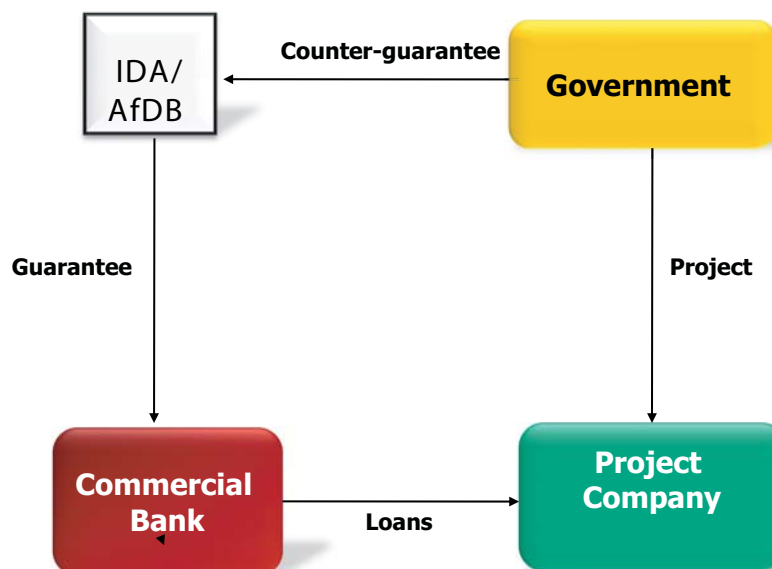 Counter-guarantee
IDA/
AfDB
Government
Guarantee
Project
Commercial
Bank
Loans
Project
Company